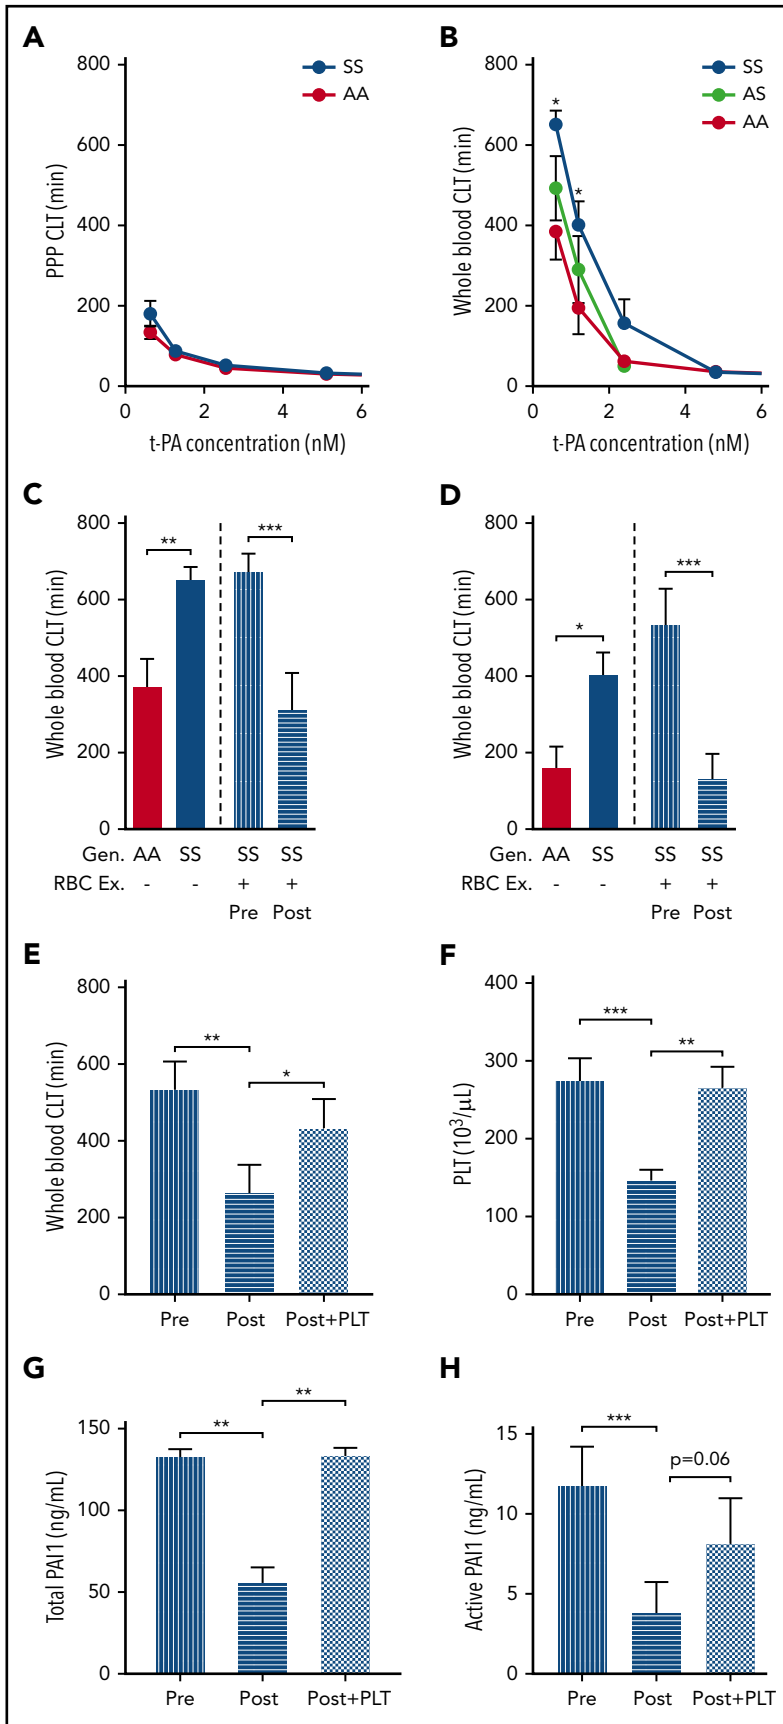 A
800
600
400
200
0
PPP CLT (min)
SS
AA
0 2 4 6
t-PA concentration (nM)
B
800
600
400
200
0
Whole blood CLT (min)
SS
AS
AA
*
*
0 2 4 6
t-PA concentration (nM)
C
800
600
400
200
0
Whole blood CLT (min)
**
***
Gen. AA SS SS SS
RBC Ex. - - + +
Pre Post
D
800
600
400
200
0
Whole blood CLT (min)
*
***
Gen. AA SS SS SS
RBC Ex. - - + +
Pre Post
E
800
600
400
200
0
Whole blood CLT (min)
**
*
Pre Post Post+PLT
F
400
300
200
100
0
PLT (10³/μL)
***
**
Pre Post Post+PLT
G
150
100
50
0
Total PAI1 (ng/mL)
**
**
Pre Post Post+PLT
H
15
10
5
0
Active PAI1 (ng/mL)
***
p=0.06
Pre Post Post+PLT